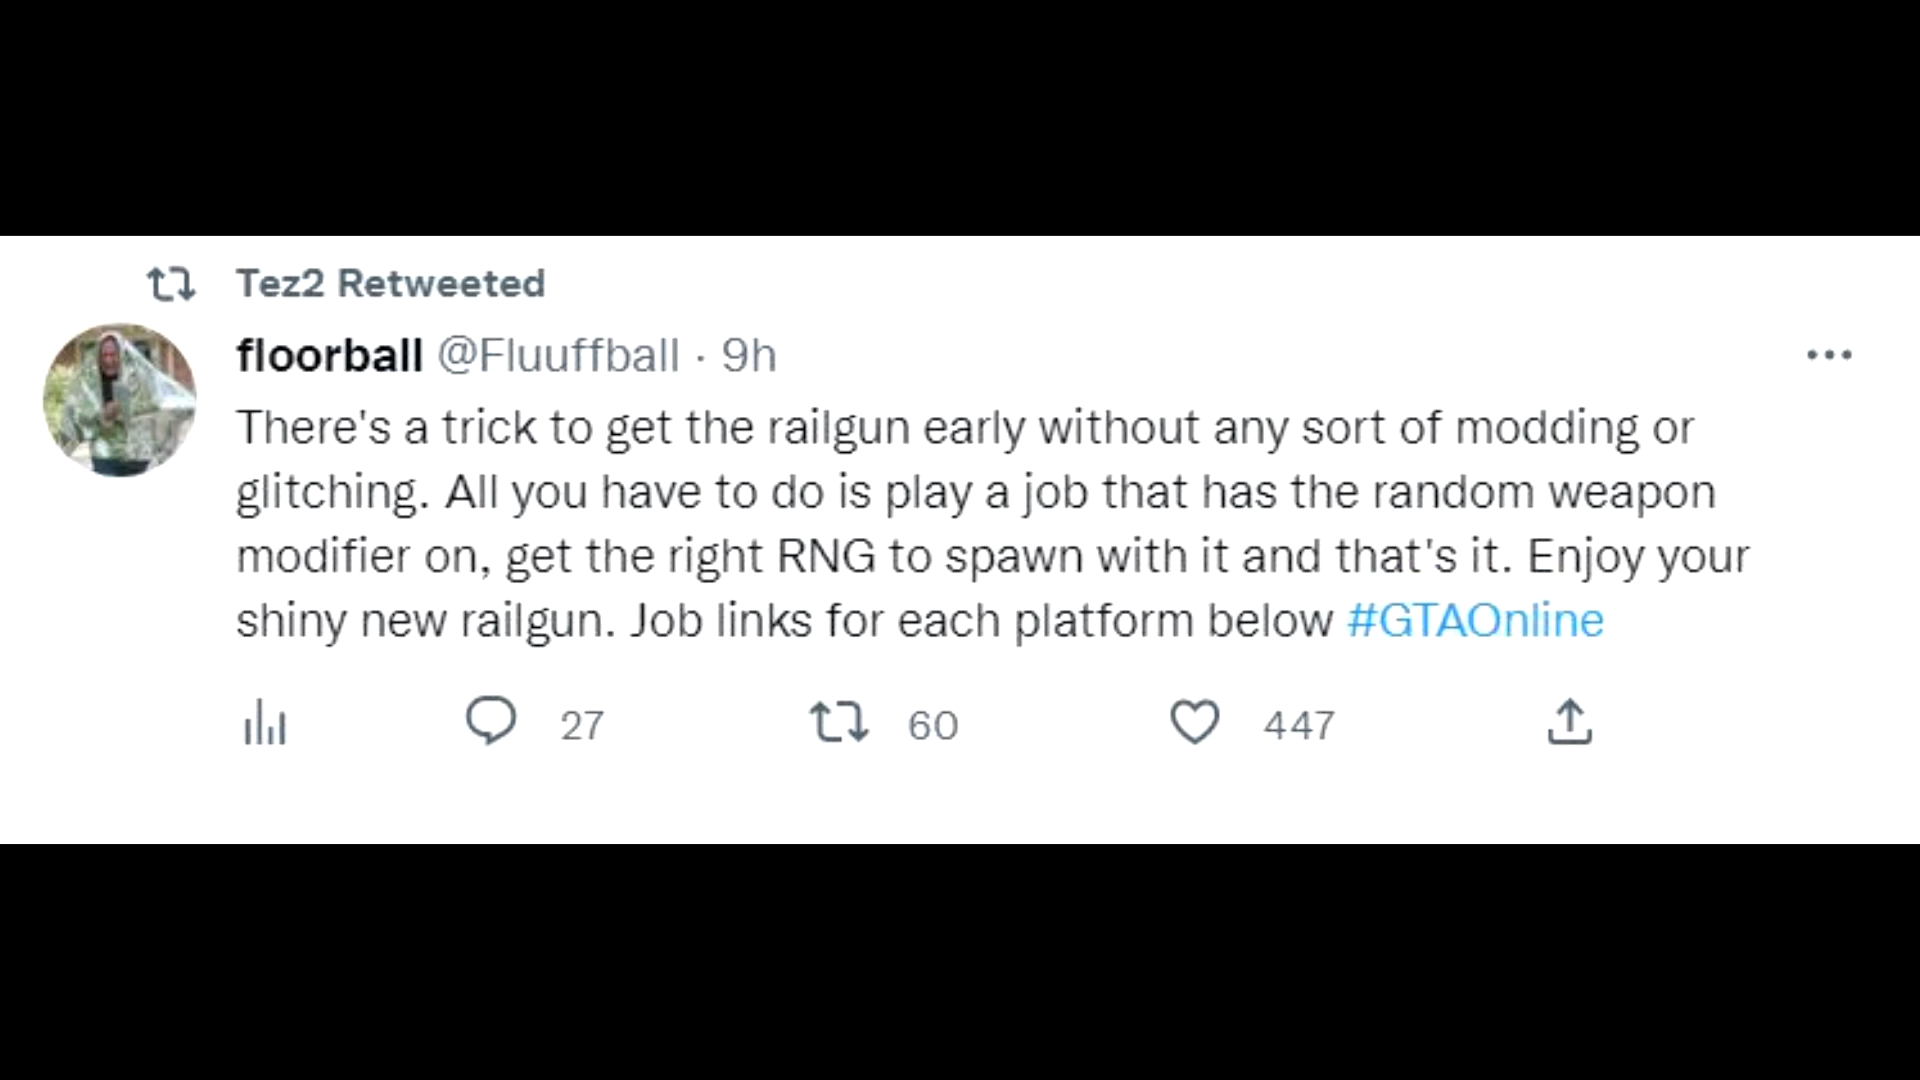 Tez2 Retweeted
floorball @Fluuffball · 9h
There's a trick to get the railgun early without any sort of modding or
glitching. All you have to do is play a job that has the random weapon
modifier on, get the right RNG to spawn with it and that's it. Enjoy your
shiny new railgun. Job links for each platform below #GTAOnline
27 60 447